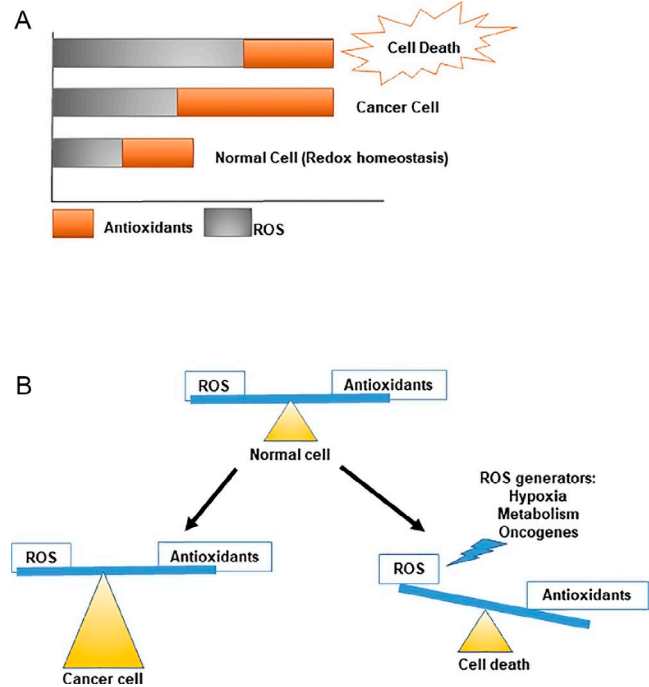 A
Cell Death
Cancer Cell
Normal Cell (Redox homeostasis)
Antioxidants
ROS
B
ROS
Antioxidants
Normal cell
ROS generators:
Hypoxia
Metabolism
Oncogenes
ROS
Antioxidants
Cancer cell
ROS
Antioxidants
Cell death